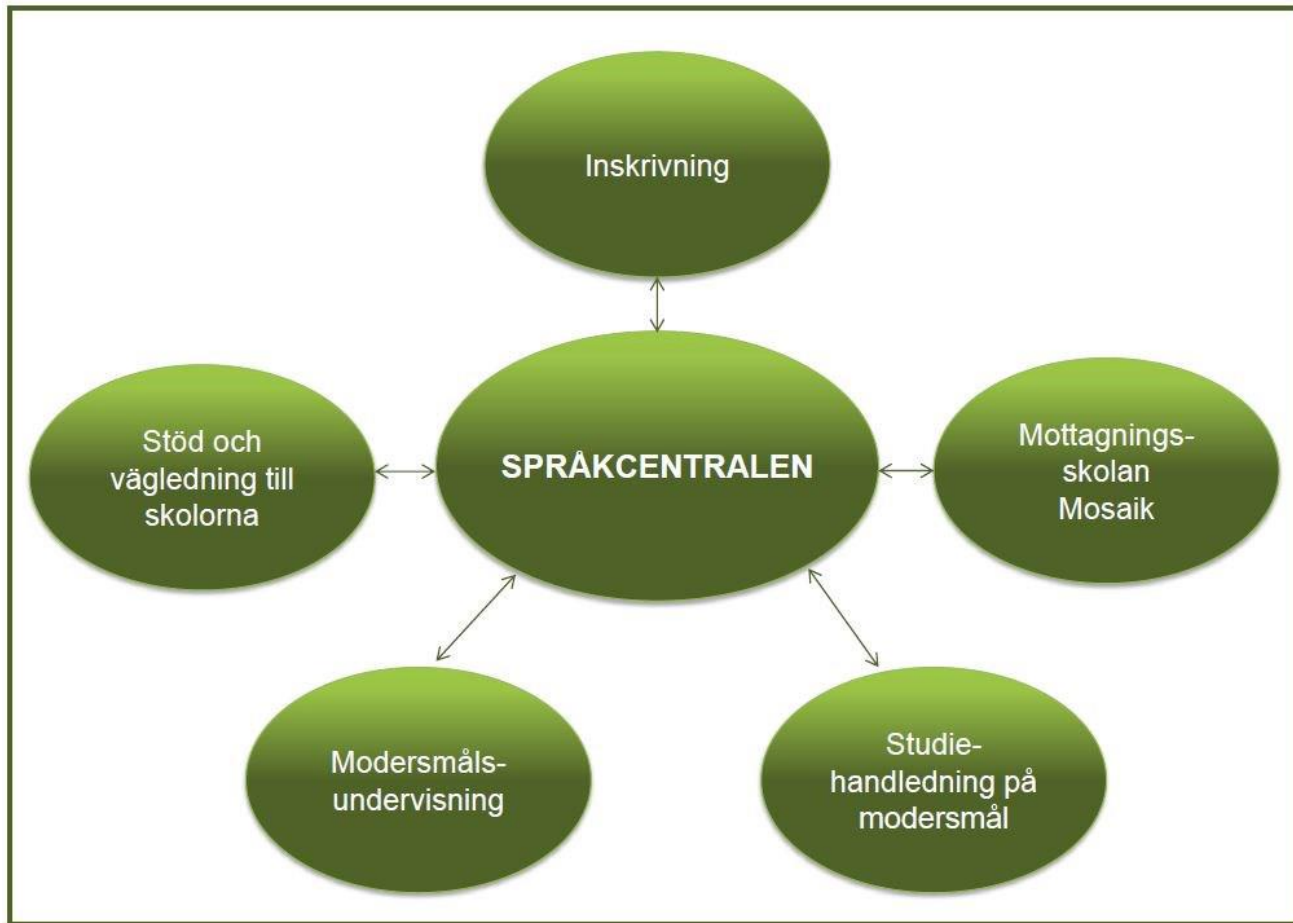 Inskrivning
SPRÅKCENTRALEN
Stöd och
vägledning till
skolorna
Mottagnings-
skolan
Mosaik
Modersmåls-
undervisning
Studie-
handledning på
modersmål